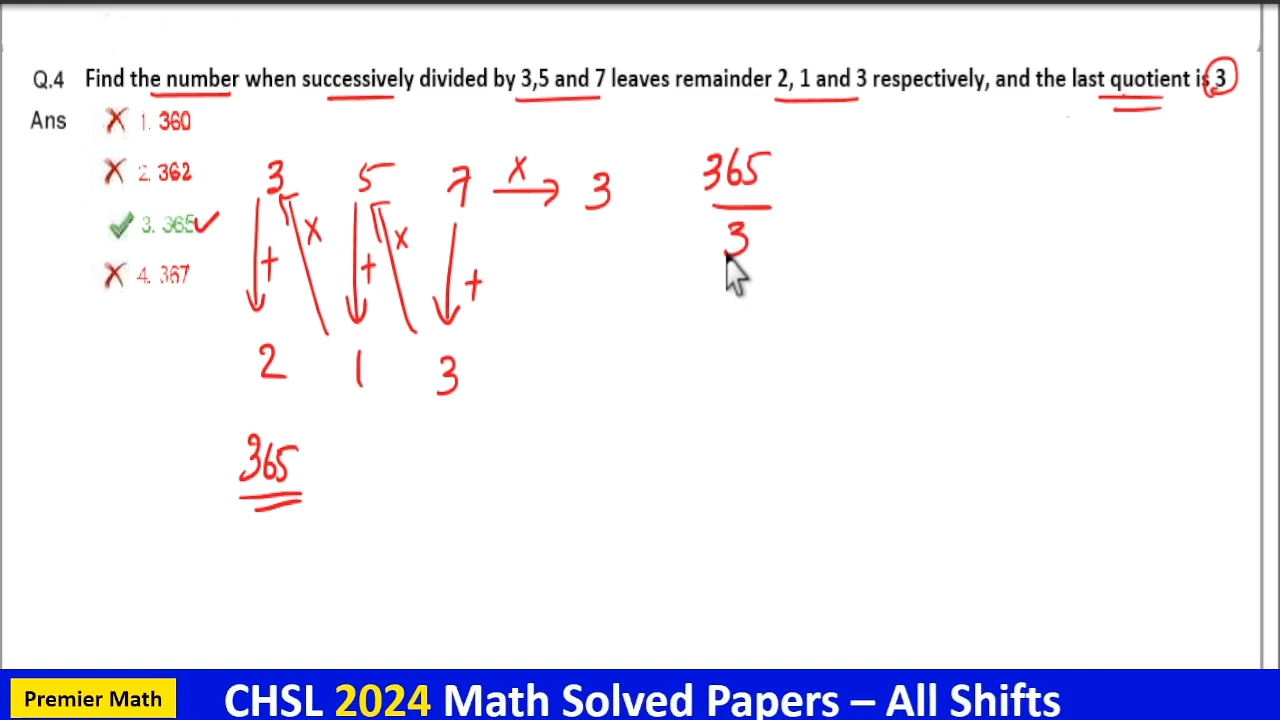 Q.4 Find the number when successively divided by 3,5 and 7 leaves remainder 2, 1 and 3 respectively, and the last quotient is 3
Ans X 1. 360
X 2. 362
✓ 3. 365 ✓
X 4. 367
3 5 7 x → 3
+ x + x +
2 1 3
365
365
3
Premier Math
CHSL 2024 Math Solved Papers – All Shifts